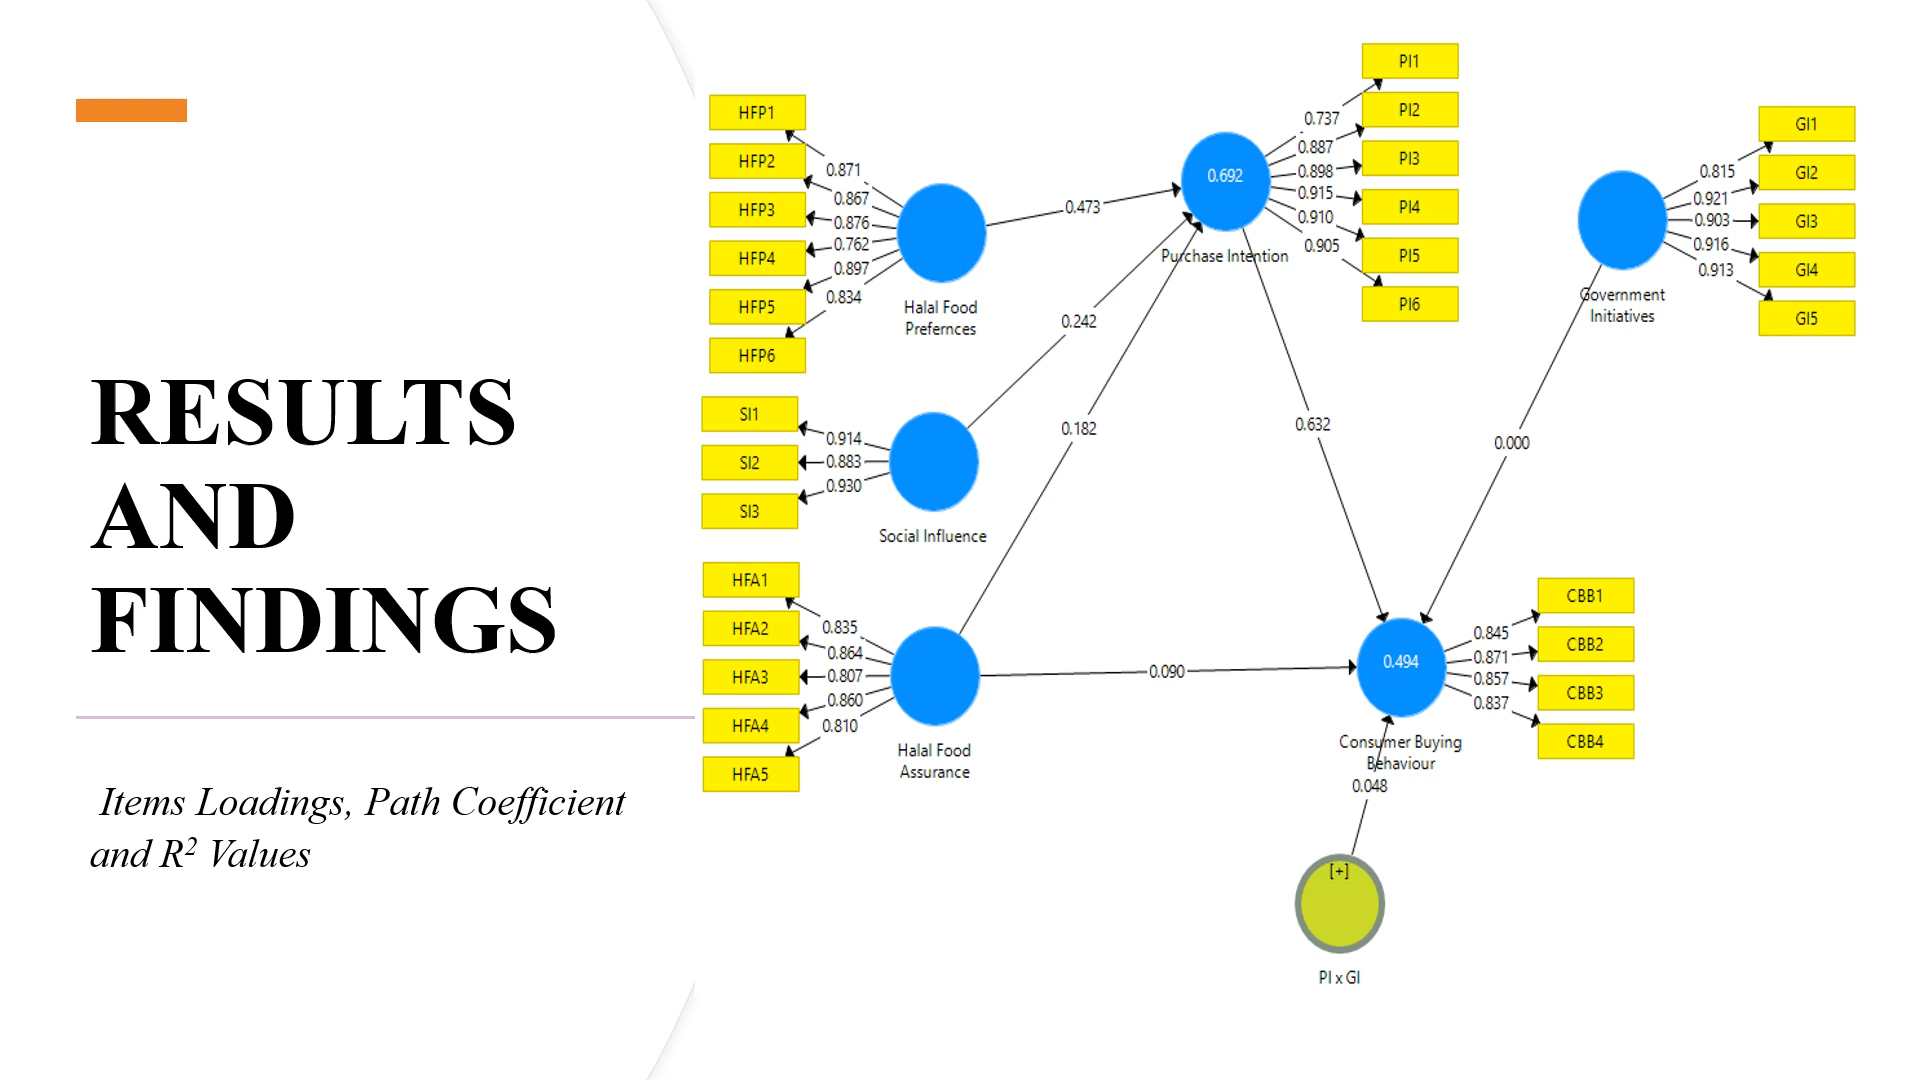 RESULTS
AND
FINDINGS
Items Loadings, Path Coefficient
and R² Values
HFP1
HFP2
HFP3
HFP4
HFP5
HFP6
0.871
0.867
0.876
0.762
0.897
0.834
Halal Food
Prefernces
SI1
SI2
SI3
0.914
0.883
0.930
Social Influence
HFA1
HFA2
HFA3
HFA4
HFA5
0.835
0.864
0.807
0.860
0.810
Halal Food
Assurance
0.473
0.242
0.182
0.090
0.692
Purchase Intention
0.737
0.887
0.898
0.915
0.910
0.905
PI1
PI2
PI3
PI4
PI5
PI6
0.632
0.000
Government
Initiatives
0.815
0.921
0.903
0.916
0.913
GI1
GI2
GI3
GI4
GI5
0.494
Consumer Buying
Behaviour
0.845
0.871
0.857
0.837
CBB1
CBB2
CBB3
CBB4
0.048
[+]
PI x GI